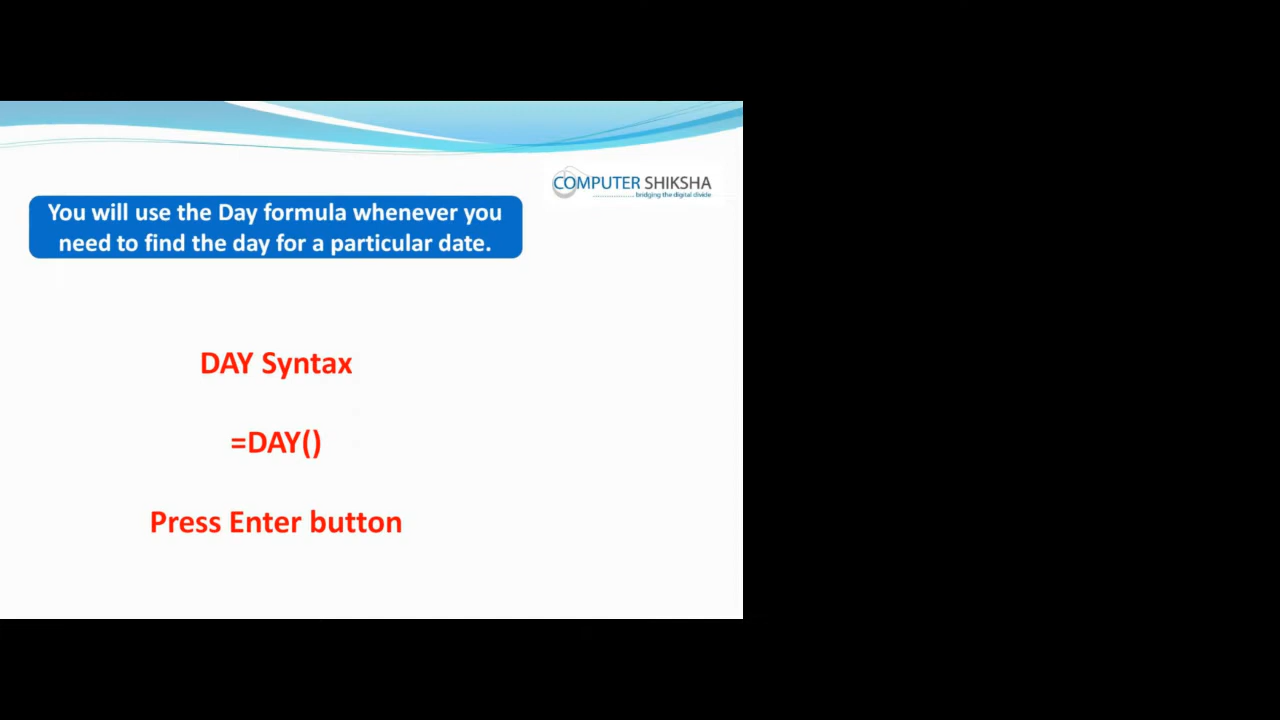 COMPUTER SHIKSHA
bridging the digital divide
You will use the Day formula whenever you
need to find the day for a particular date.
DAY Syntax
=DAY()
Press Enter button